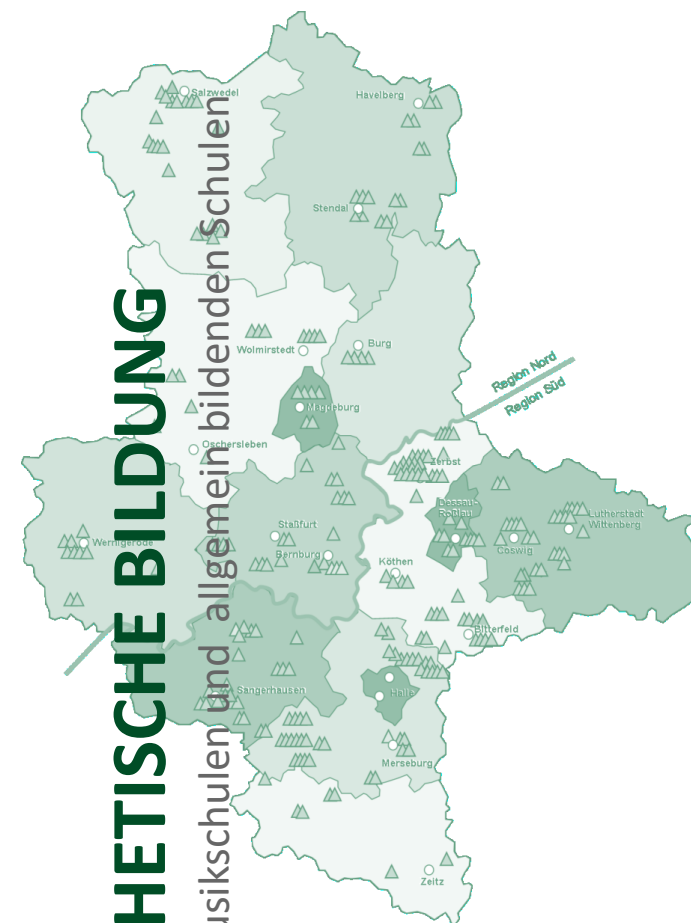 HETISCHE BILDUNG
usikschulen und allgemein bildenden Schulen
Salzwedel
Havelberg
Stendal
Wolmirstedt
Burg
Region Nord
Region Süd
Magdeburg
Oschersleben
Zerbst
Dessau-
Roßlau
Lutherstadt
Wittenberg
Staßfurt
Wernigerode
Coswig
Bernburg
Köthen
Bitterfeld
Sangerhausen
Halle
Merseburg
Zeitz